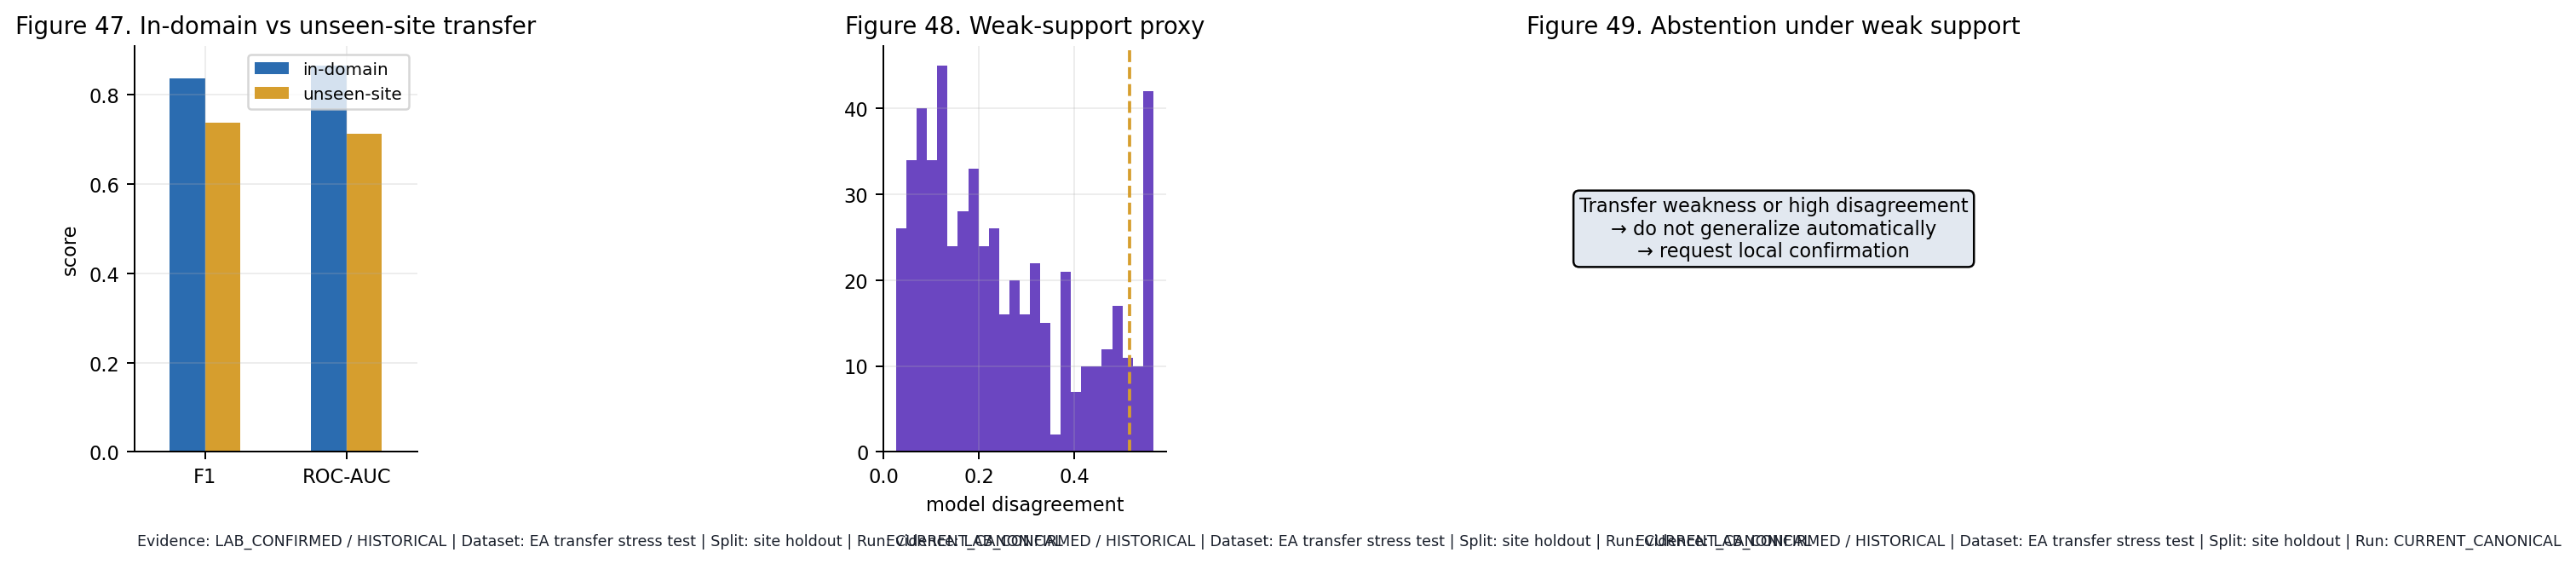 Figure 47. In-domain vs unseen-site transfer
in-domain
unseen-site
score
0.8
0.6
0.4
0.2
0.0
F1
ROC-AUC
Figure 48. Weak-support proxy
40
30
20
10
0
0.0
0.2
0.4
model disagreement
Figure 49. Abstention under weak support
Transfer weakness or high disagreement
→ do not generalize automatically
→ request local confirmation
Evidence: LAB_CONFIRMED / HISTORICAL | Dataset: EA transfer stress test | Split: site holdout | Run: CURRENT_CANONICAL
Evidence: LAB_CONFIRMED / HISTORICAL | Dataset: EA transfer stress test | Split: site holdout | Run: CURRENT_CANONICAL
Evidence: LAB_CONFIRMED / HISTORICAL | Dataset: EA transfer stress test | Split: site holdout | Run: CURRENT_CANONICAL